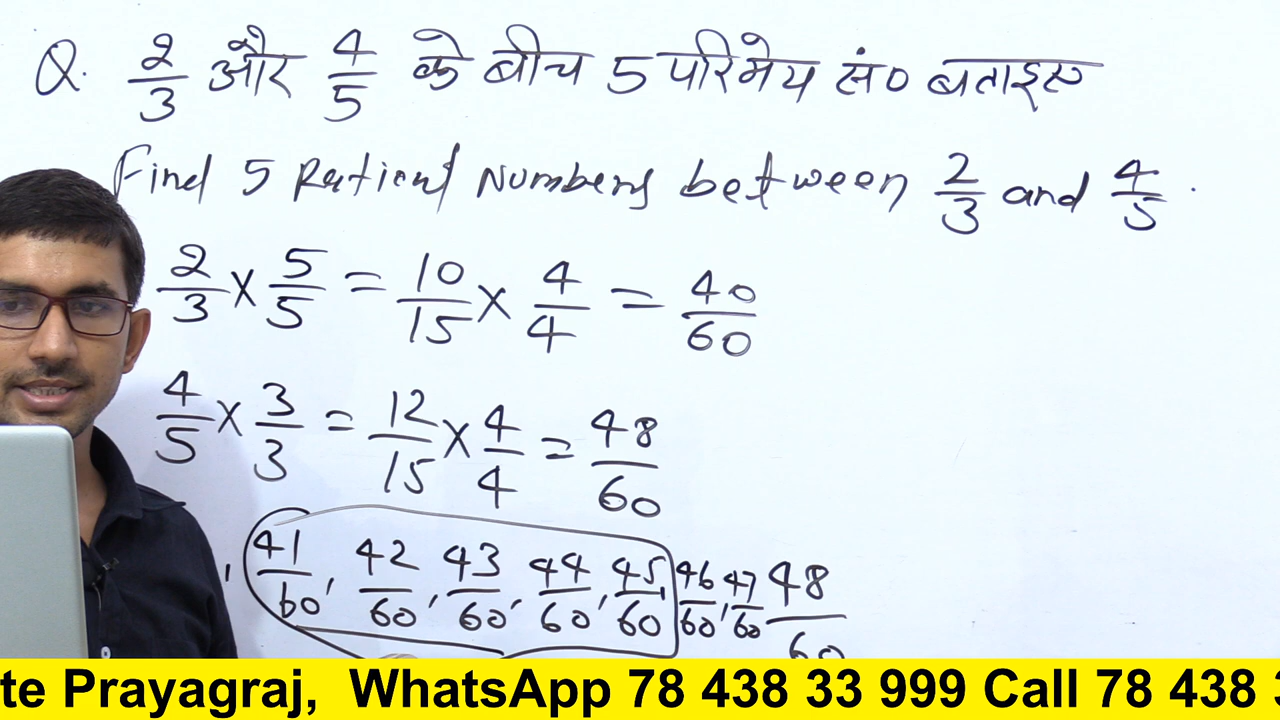 Q. 2/3 और 4/5 के बीच 5 परिमेय सं० बताइए
Find 5 Rational Numbers between 2/3 and 4/5.
2/3 × 5/5 = 10/15 × 4/4 = 40/60
4/5 × 3/3 = 12/15 × 4/4 = 48/60
, 41/60, 42/60, 43/60, 44/60, 45/60, 46/60, 47/60 48/60
te Prayagraj, WhatsApp 78 438 33 999 Call 78 438